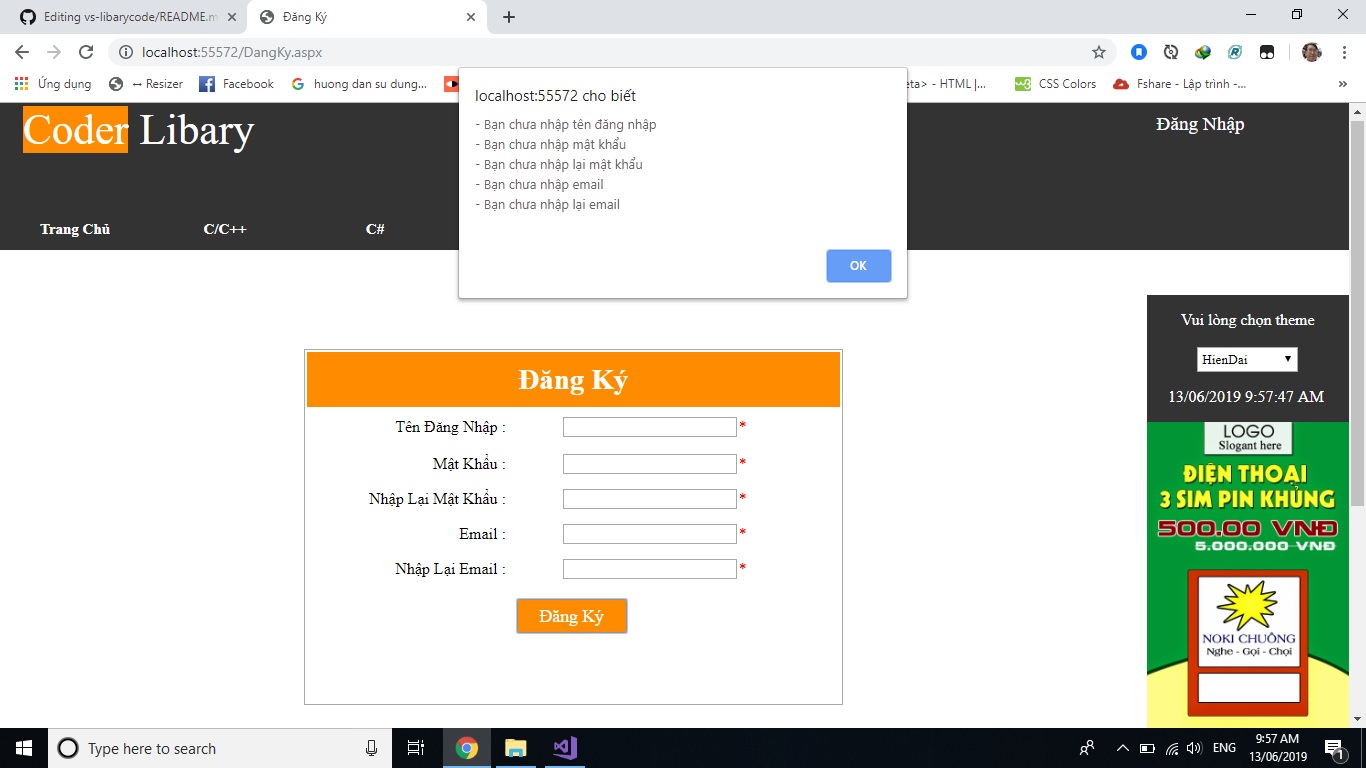 Editing vs-libarycode/README.m
Đăng Ký
localhost:55572/DangKy.aspx
Ứng dụng
↔ Resizer
Facebook
huong dan su dung...
eta> - HTML |...
CSS Colors
Fshare - Lập trình -...
»
localhost:55572 cho biết
- Bạn chưa nhập tên đăng nhập
- Bạn chưa nhập mật khẩu
- Bạn chưa nhập lại mật khẩu
- Bạn chưa nhập email
- Bạn chưa nhập lại email
OK
Coder Libary
Đăng Nhập
Trang Chủ
C/C++
C#
Vui lòng chọn theme
HienDai
13/06/2019 9:57:47 AM
Đăng Ký
Tên Đăng Nhập :
*
Mật Khẩu :
*
Nhập Lại Mật Khẩu :
*
Email :
*
Nhập Lại Email :
*
Đăng Ký
LOGO
Slogant here
ĐIỆN THOẠI
3 SIM PIN KHỦNG
500.00 VNĐ
5.000.000 VNĐ
NOKI CHUÔNG
Nghe - Gọi - Chọi
Type here to search
ENG
9:57 AM
13/06/2019
1